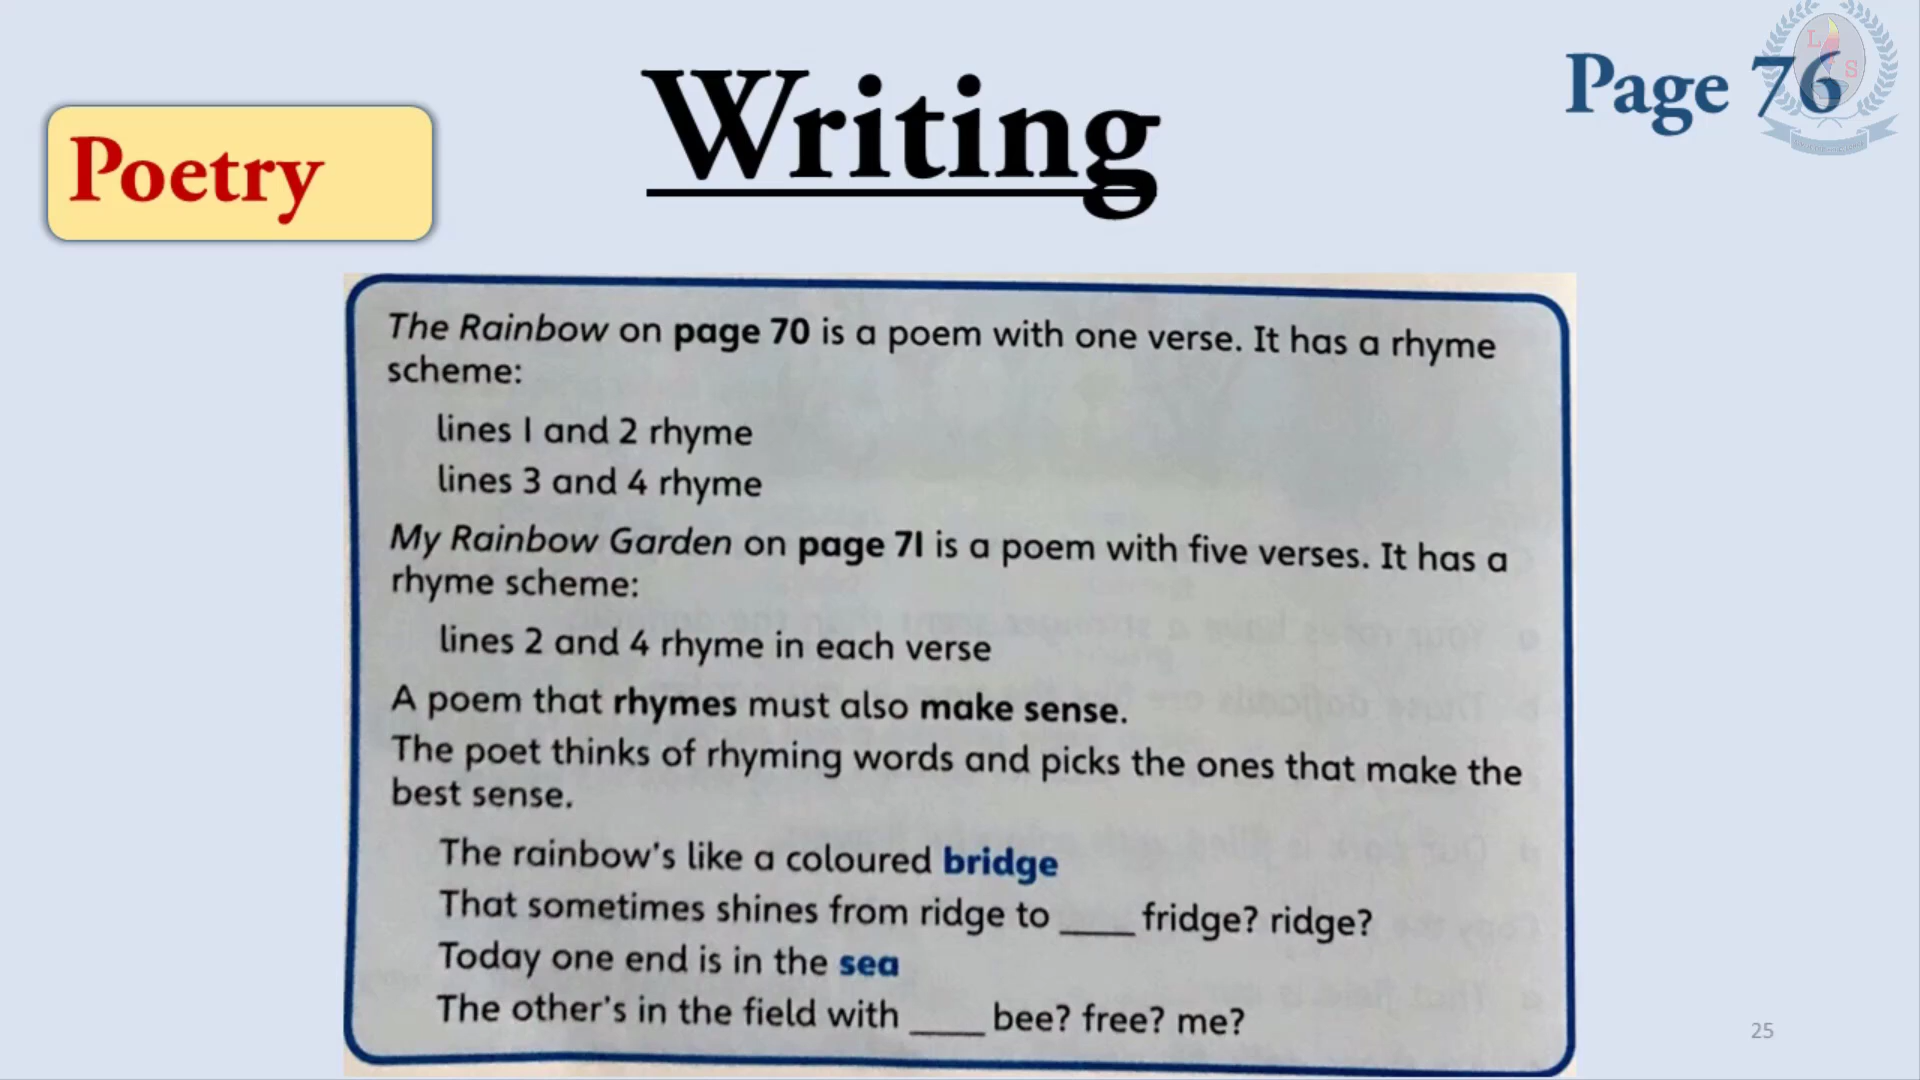 Page 76
Writing
Poetry
The Rainbow on page 70 is a poem with one verse. It has a rhyme
scheme:
lines 1 and 2 rhyme
lines 3 and 4 rhyme
My Rainbow Garden on page 71 is a poem with five verses. It has a
rhyme scheme:
lines 2 and 4 rhyme in each verse
A poem that rhymes must also make sense.
The poet thinks of rhyming words and picks the ones that make the
best sense.
The rainbow's like a coloured bridge
That sometimes shines from ridge to ____ fridge? ridge?
Today one end is in the sea
The other's in the field with ____ bee? free? me?
25
L
S